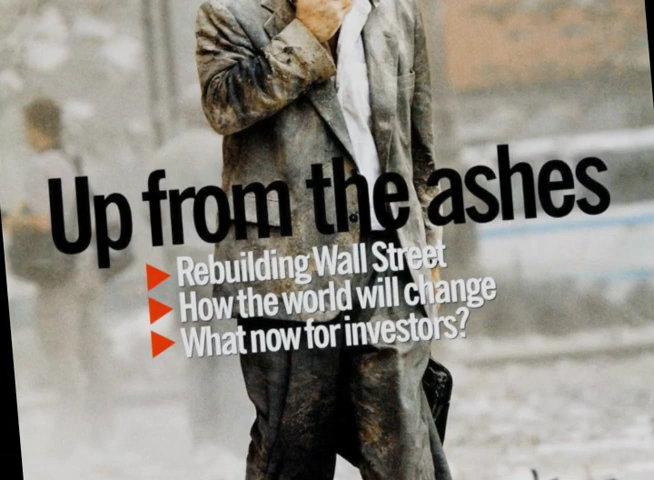 Up from the ashes
Rebuilding Wall Street
How the world will change
What now for investors?